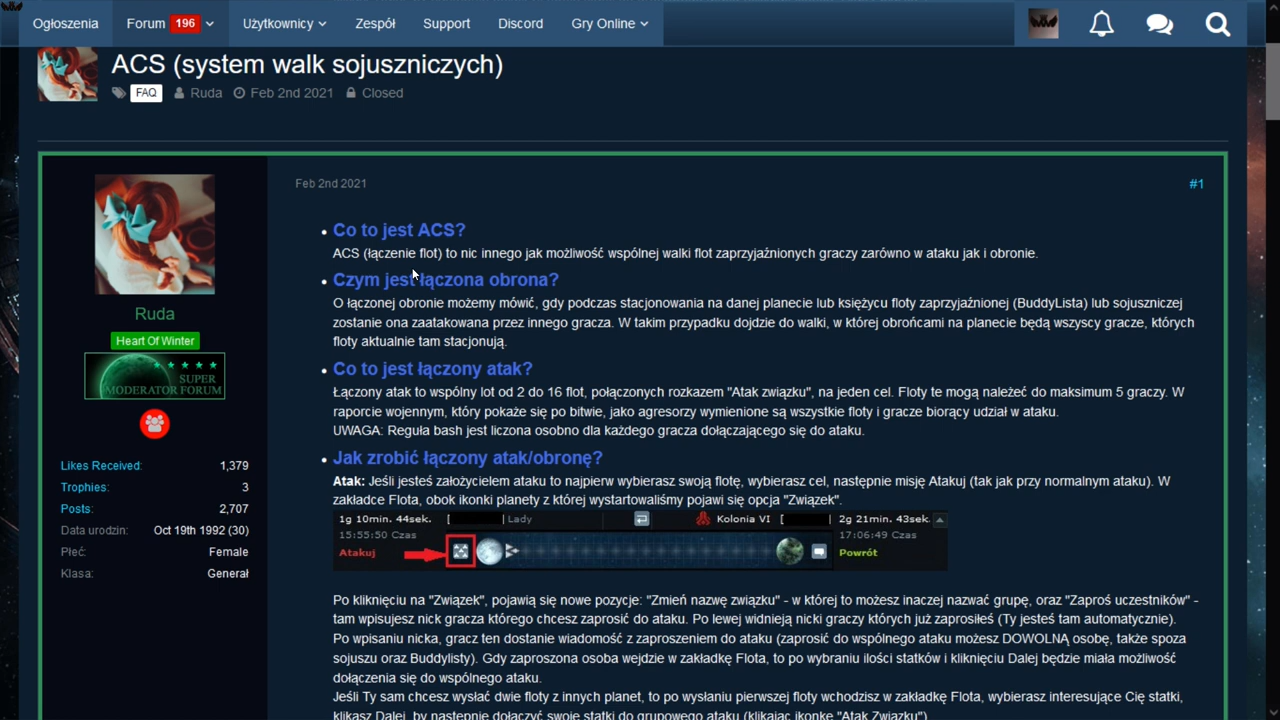 Ogłoszenia Forum 196 Użytkownicy Zespół Support Discord Gry Online
ACS (system walk sojuszniczych)
FAQ Ruda Feb 2nd 2021 Closed
Feb 2nd 2021 #1
Ruda
Heart Of Winter
SUPER
MODERATOR FORUM
Likes Received: 1,379
Trophies: 3
Posts: 2,707
Data urodzin: Oct 19th 1992 (30)
Płeć: Female
Klasa: Generał
Co to jest ACS?
ACS (łączenie flot) to nic innego jak możliwość wspólnej walki flot zaprzyjaźnionych graczy zarówno w ataku jak i obronie.
Czym jest łączona obrona?
O łączonej obronie możemy mówić, gdy podczas stacjonowania na danej planecie lub księżycu floty zaprzyjaźnionej (BuddyLista) lub sojuszniczej
zostanie ona zaatakowana przez innego gracza. W takim przypadku dojdzie do walki, w której obrońcami na planecie będą wszyscy gracze, których
floty aktualnie tam stacjonują.
Co to jest łączony atak?
Łączony atak to wspólny lot od 2 do 16 flot, połączonych rozkazem "Atak związku", na jeden cel. Floty te mogą należeć do maksimum 5 graczy. W
raporcie wojennym, który pokaże się po bitwie, jako agresorzy wymienione są wszystkie floty i gracze biorący udział w ataku.
UWAGA: Reguła bash jest liczona osobno dla każdego gracza dołączającego się do ataku.
Jak zrobić łączony atak/obronę?
Atak: Jeśli jesteś założycielem ataku to najpierw wybierasz swoją flotę, wybierasz cel, następnie misję Atakuj (tak jak przy normalnym ataku). W
zakładce Flota, obok ikonki planety z której wystartowaliśmy pojawi się opcja "Związek".
1g 10min. 44sek. [ ] Lady Kolonia VI [ ] 2g 21min. 43sek.
15:55:50 Czas 17:06:49 Czas
Atakuj Powrót
Po kliknięciu na "Związek", pojawią się nowe pozycje: "Zmień nazwę związku" - w której to możesz inaczej nazwać grupę, oraz "Zaproś uczestników" -
tam wpisujesz nick gracza którego chcesz zaprosić do ataku. Po lewej widnieją nicki graczy których już zaprosiłeś (Ty jesteś tam automatycznie).
Po wpisaniu nicka, gracz ten dostanie wiadomość z zaproszeniem do ataku (zaprosić do wspólnego ataku możesz DOWOLNĄ osobę, także spoza
sojuszu oraz Buddylisty). Gdy zaproszona osoba wejdzie w zakładkę Flota, to po wybraniu ilości statków i kliknięciu Dalej będzie miała możliwość
dołączenia się do wspólnego ataku.
Jeśli Ty sam chcesz wysłać dwie floty z innych planet, to po wysłaniu pierwszej floty wchodzisz w zakładkę Flota, wybierasz interesujące Cię statki,
klikasz Dalej, by następnie dołączyć swoje statki do grupowego ataku (klikając ikonkę "Atak Związku")